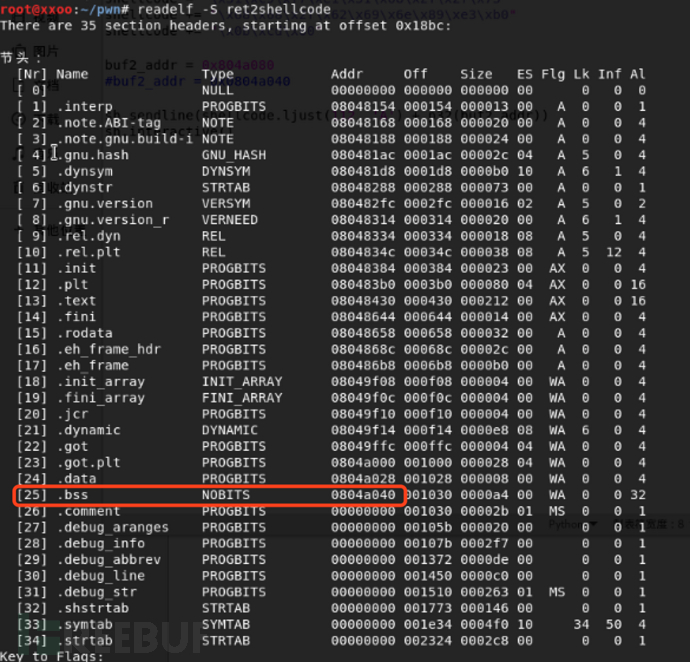 root@xxoo:~/pwn# readelf -S ret2shellcode
There are 35 section headers, starting at offset 0x18bc:
节头：
[Nr] Name Type Addr Off Size ES Flg Lk Inf Al
[ 0] NULL 00000000 000000 000000 00 0 0 0
[ 1] .interp PROGBITS 08048154 000154 000013 00 A 0 0 1
[ 2] .note.ABI-tag NOTE 08048168 000168 000020 00 A 0 0 4
[ 3] .note.gnu.build-i NOTE 08048188 000188 000024 00 A 0 0 4
[ 4] .gnu.hash GNU_HASH 080481ac 0001ac 00002c 04 A 5 0 4
[ 5] .dynsym DYNSYM 080481d8 0001d8 0000b0 10 A 6 1 4
[ 6] .dynstr STRTAB 08048288 000288 000073 00 A 0 0 1
[ 7] .gnu.version VERSYM 080482fc 0002fc 000016 02 A 5 0 2
[ 8] .gnu.version_r VERNEED 08048314 000314 000020 00 A 6 1 4
[ 9] .rel.dyn REL 08048334 000334 000018 08 A 5 0 4
[10] .rel.plt REL 0804834c 00034c 000038 08 A 5 12 4
[11] .init PROGBITS 08048384 000384 000023 00 AX 0 0 4
[12] .plt PROGBITS 080483b0 0003b0 000080 04 AX 0 0 16
[13] .text PROGBITS 08048430 000430 000212 00 AX 0 0 16
[14] .fini PROGBITS 08048644 000644 000014 00 AX 0 0 4
[15] .rodata PROGBITS 08048658 000658 000032 00 A 0 0 4
[16] .eh_frame_hdr PROGBITS 0804868c 00068c 00002c 00 A 0 0 4
[17] .eh_frame PROGBITS 080486b8 0006b8 0000b0 00 A 0 0 4
[18] .init_array INIT_ARRAY 08049f08 000f08 000004 00 WA 0 0 4
[19] .fini_array FINI_ARRAY 08049f0c 000f0c 000004 00 WA 0 0 4
[20] .jcr PROGBITS 08049f10 000f10 000004 00 WA 0 0 4
[21] .dynamic DYNAMIC 08049f14 000f14 0000e8 08 WA 6 0 4
[22] .got PROGBITS 08049ffc 000ffc 000004 04 WA 0 0 4
[23] .got.plt PROGBITS 0804a000 001000 000028 04 WA 0 0 4
[24] .data PROGBITS 0804a028 001028 000008 00 WA 0 0 4
[25] .bss NOBITS 0804a040 001030 0000a4 00 WA 0 0 32
[26] .comment PROGBITS 00000000 001030 00002b 01 MS 0 0 1
[27] .debug_aranges PROGBITS 00000000 00105b 000020 00 0 0 1
[28] .debug_info PROGBITS 00000000 00107b 0002f7 00 0 0 1
[29] .debug_abbrev PROGBITS 00000000 001372 0000de 00 0 0 1
[30] .debug_line PROGBITS 00000000 001450 0000c0 00 0 0 1
[31] .debug_str PROGBITS 00000000 001510 000263 01 MS 0 0 1
[32] .shstrtab STRTAB 00000000 001773 000146 00 0 0 1
[33] .symtab SYMTAB 00000000 001e34 0004f0 10 34 50 4
[34] .strtab STRTAB 00000000 002324 0002c8 00 0 0 1
Key to Flags: